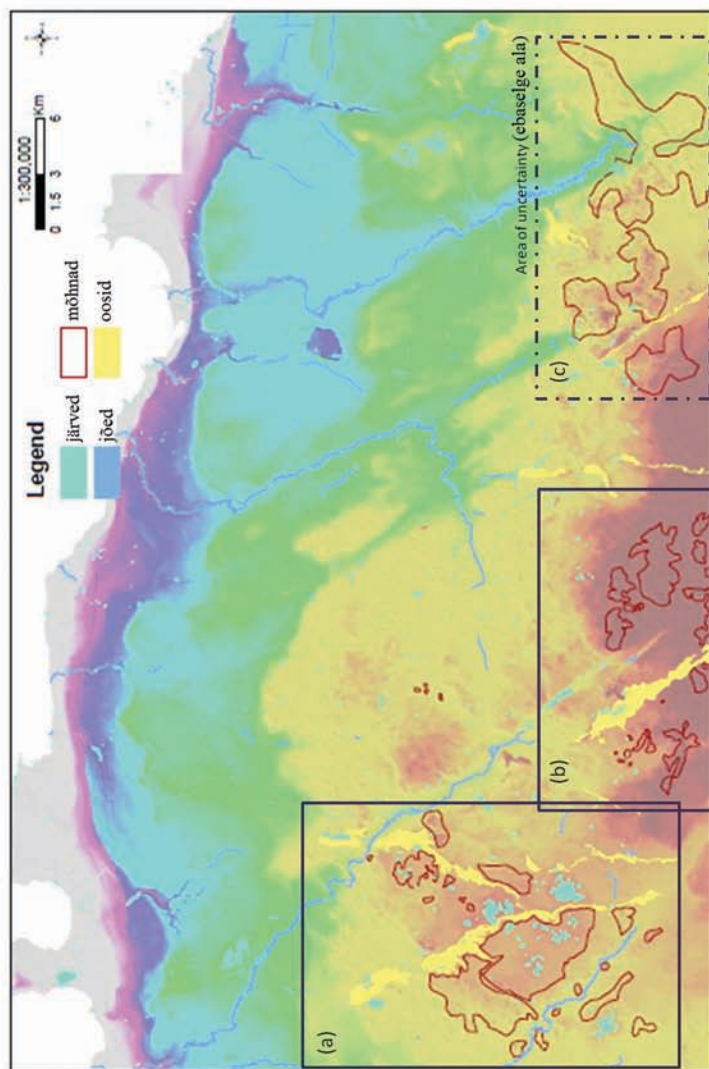 1:300,000
0 1.5 3 6
Km
Legend
järved
mõhnad
jõed
oosid
(a)
(b)
(c)
Area of uncertainty (ebaselge ala)